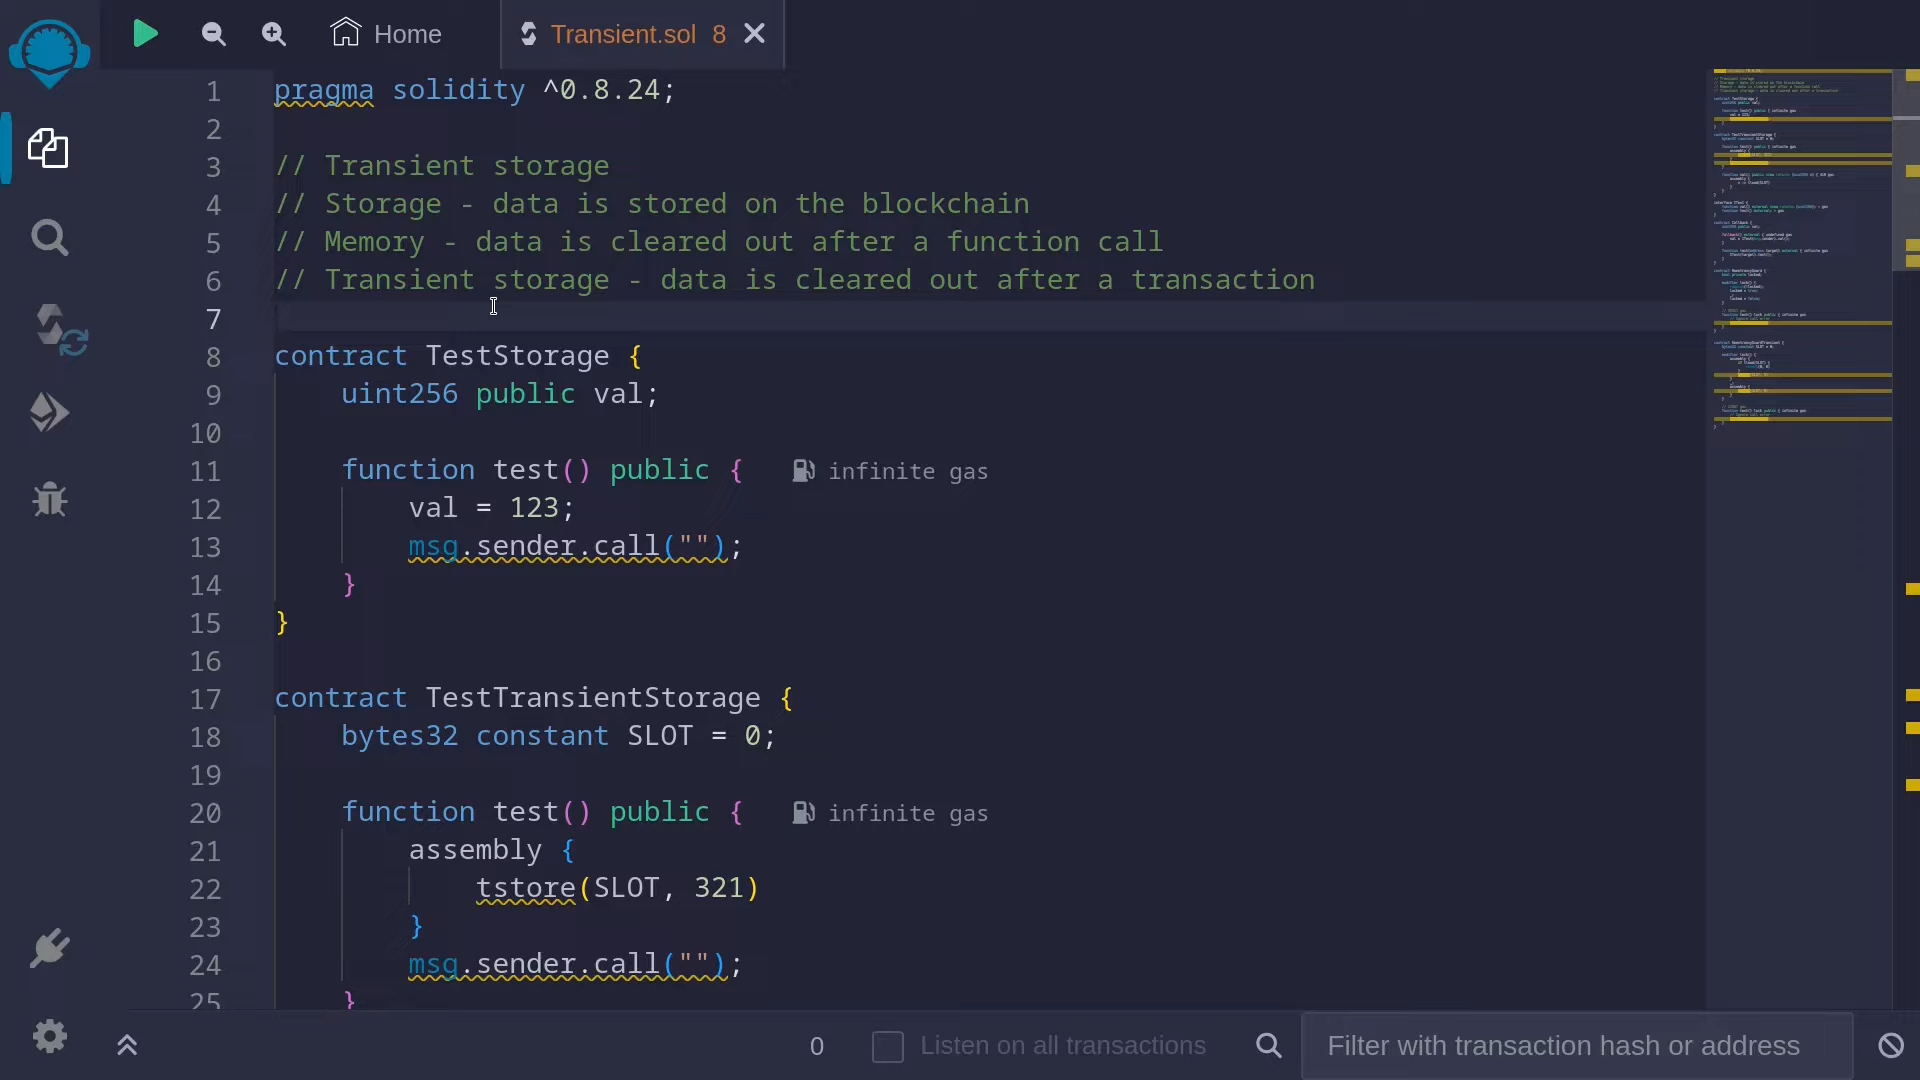 Home
Transient.sol 8
1 pragma solidity ^0.8.24;
2
3 // Transient storage
4 // Storage - data is stored on the blockchain
5 // Memory - data is cleared out after a function call
6 // Transient storage - data is cleared out after a transaction
7
8 contract TestStorage {
9 uint256 public val;
10
11 function test() public { infinite gas
12 val = 123;
13 msg.sender.call("");
14 }
15 }
16
17 contract TestTransientStorage {
18 bytes32 constant SLOT = 0;
19
20 function test() public { infinite gas
21 assembly {
22 tstore(SLOT, 321)
23 }
24 msg.sender.call("");
25 }
0 Listen on all transactions Filter with transaction hash or address